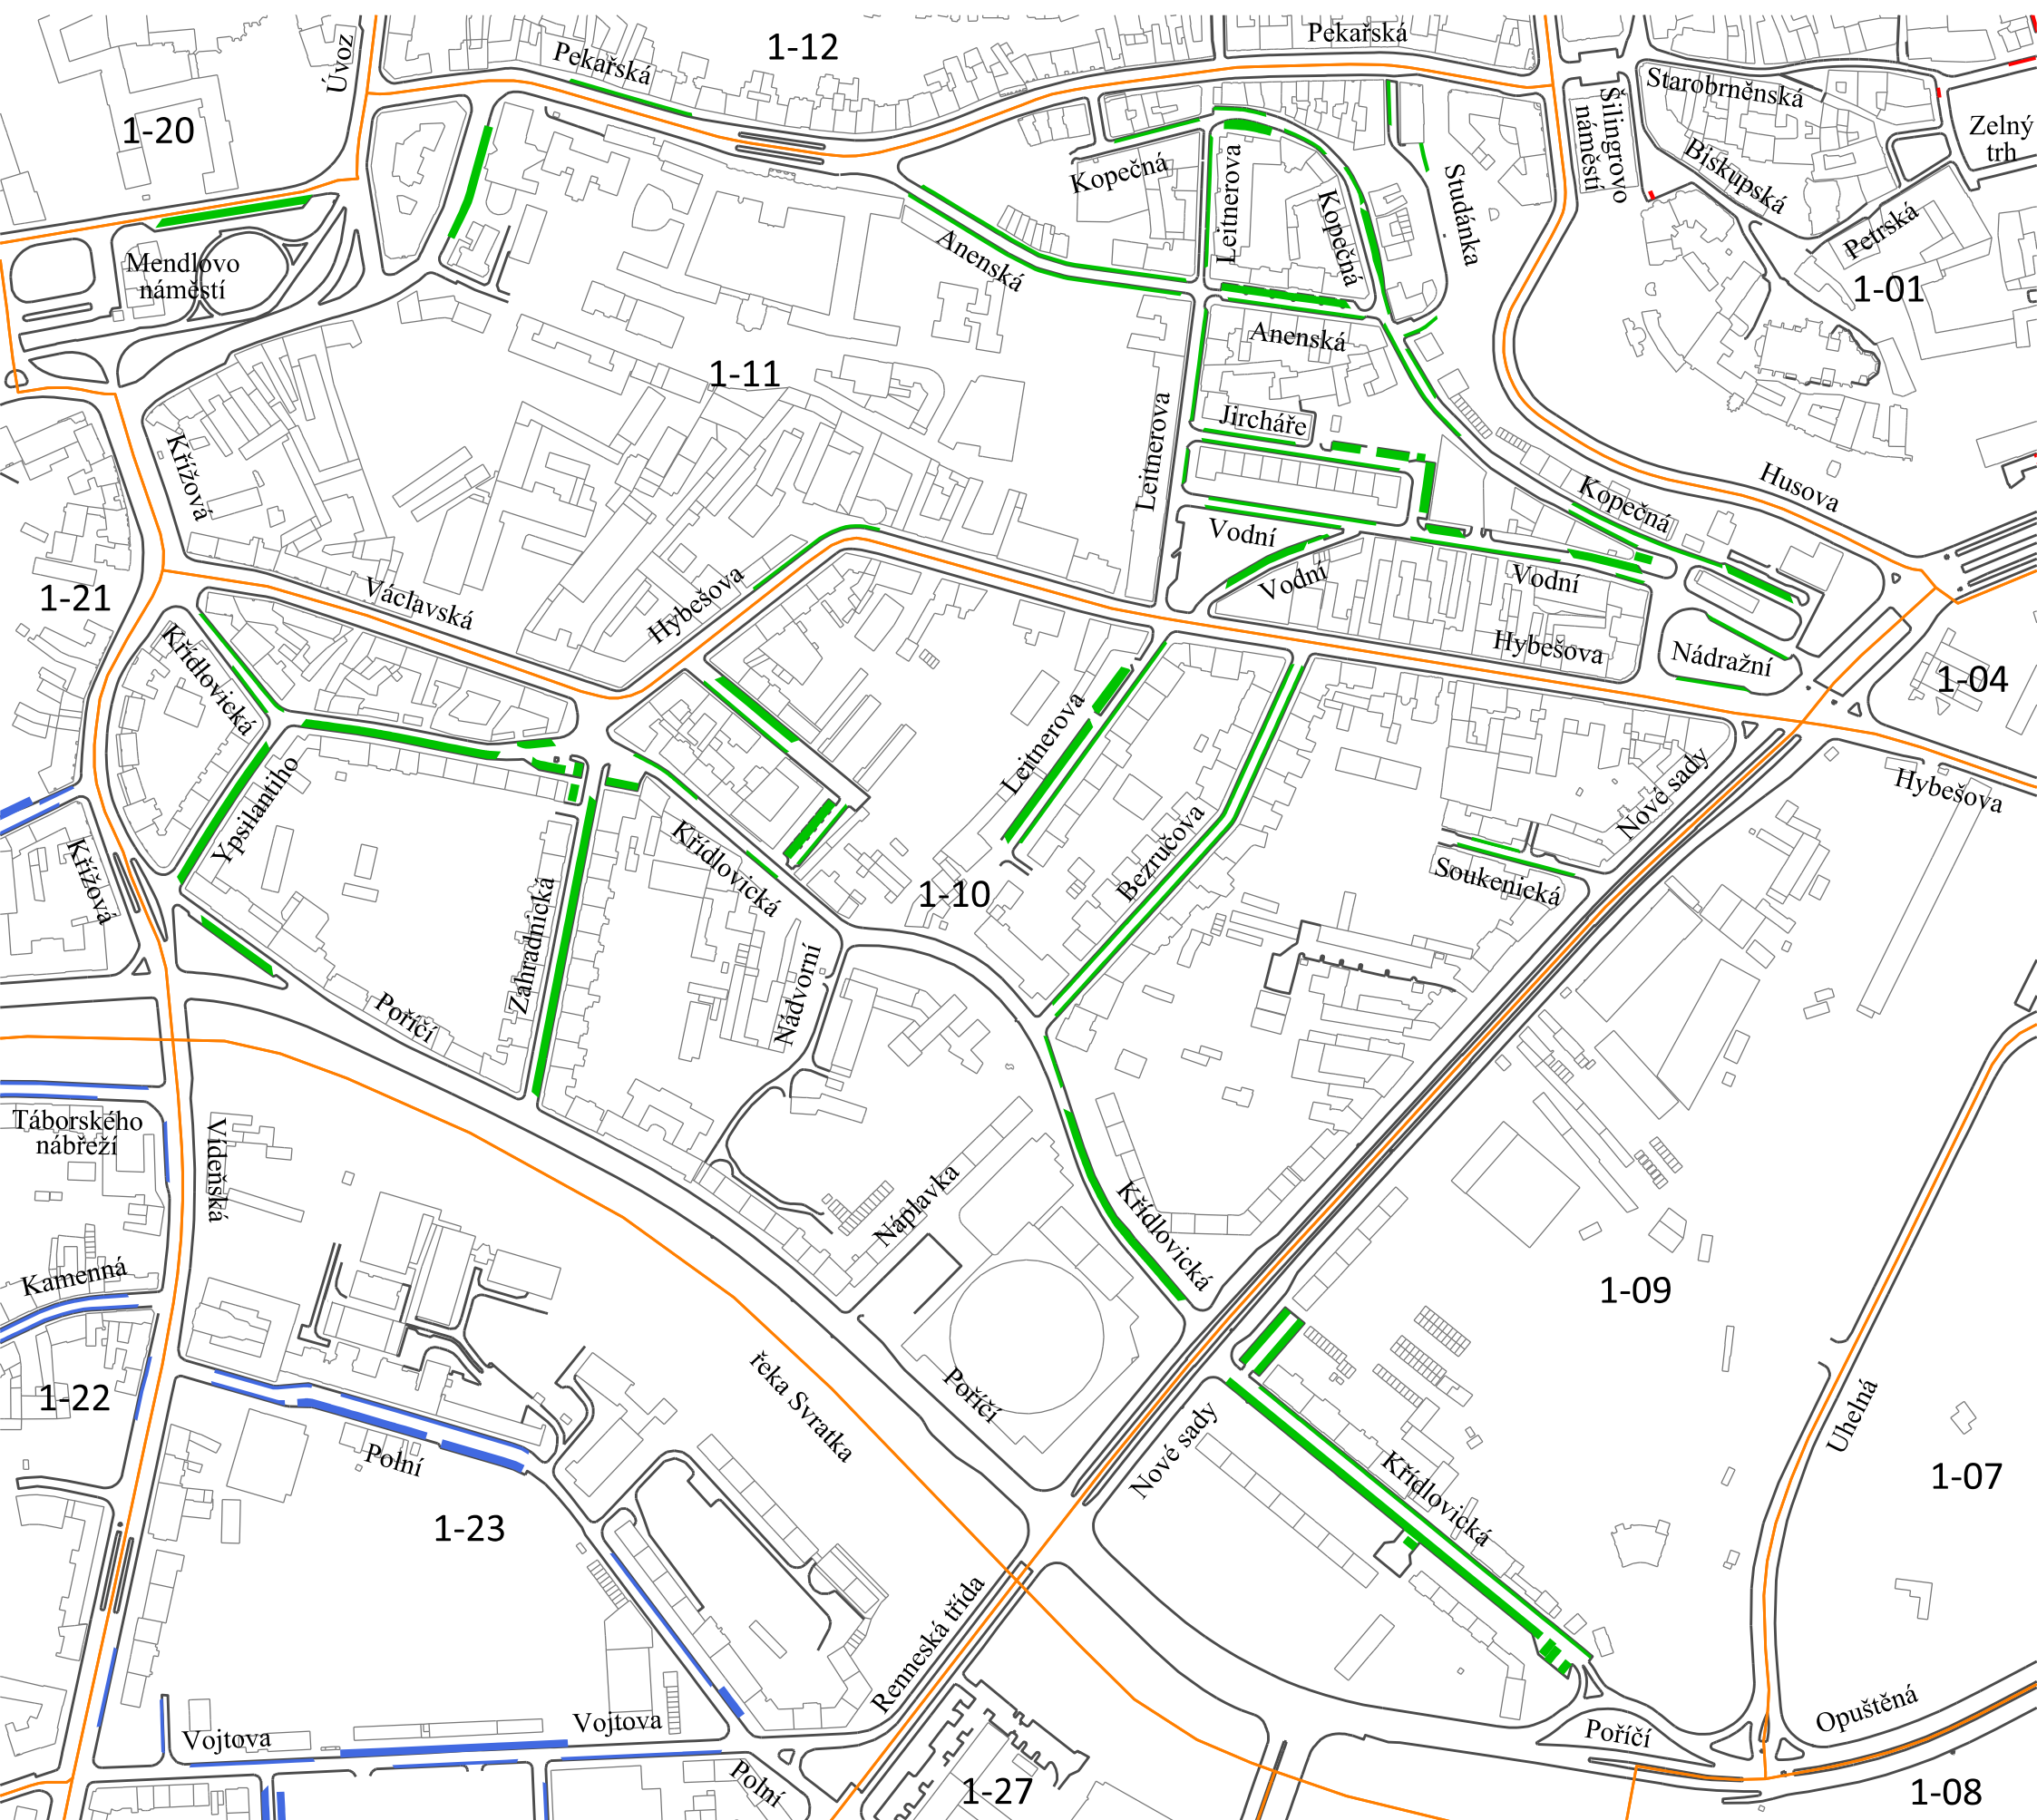 Pekařská
1-12
Pekařská
Úvoz
1-20
Starobrněnská
Šilingrovo
náměstí
Zelný
trh
Biskupská
Petrská
1-01
Kopečná
Leitnerova
Kopečná
Studánka
Mendlovo
náměstí
Anenská
Anenská
1-11
Jircháře
Leitnerova
Křížová
Husova
Kopečná
Vodní
Vodní
Vodní
1-21
Václavská
Hybešova
Hybešova
Nádražní
1-04
Křídlovická
Leitnerova
Nové sady
Hybešova
Ypsilantiho
Křížová
Křídlovická
Bezručova
Soukenická
1-10
Zahradnická
Nádvorní
Poříčí
Táborského
nábřeží
Vídeňská
Náplavka
Křídlovická
Kamenná
1-09
1-22
řeka Svratka
Poříčí
Nové sady
Uhelná
Polní
Křídlovická
1-07
1-23
Renneská třída
Vojtova
Vojtova
Opuštěná
Poříčí
Polní
1-27
1-08